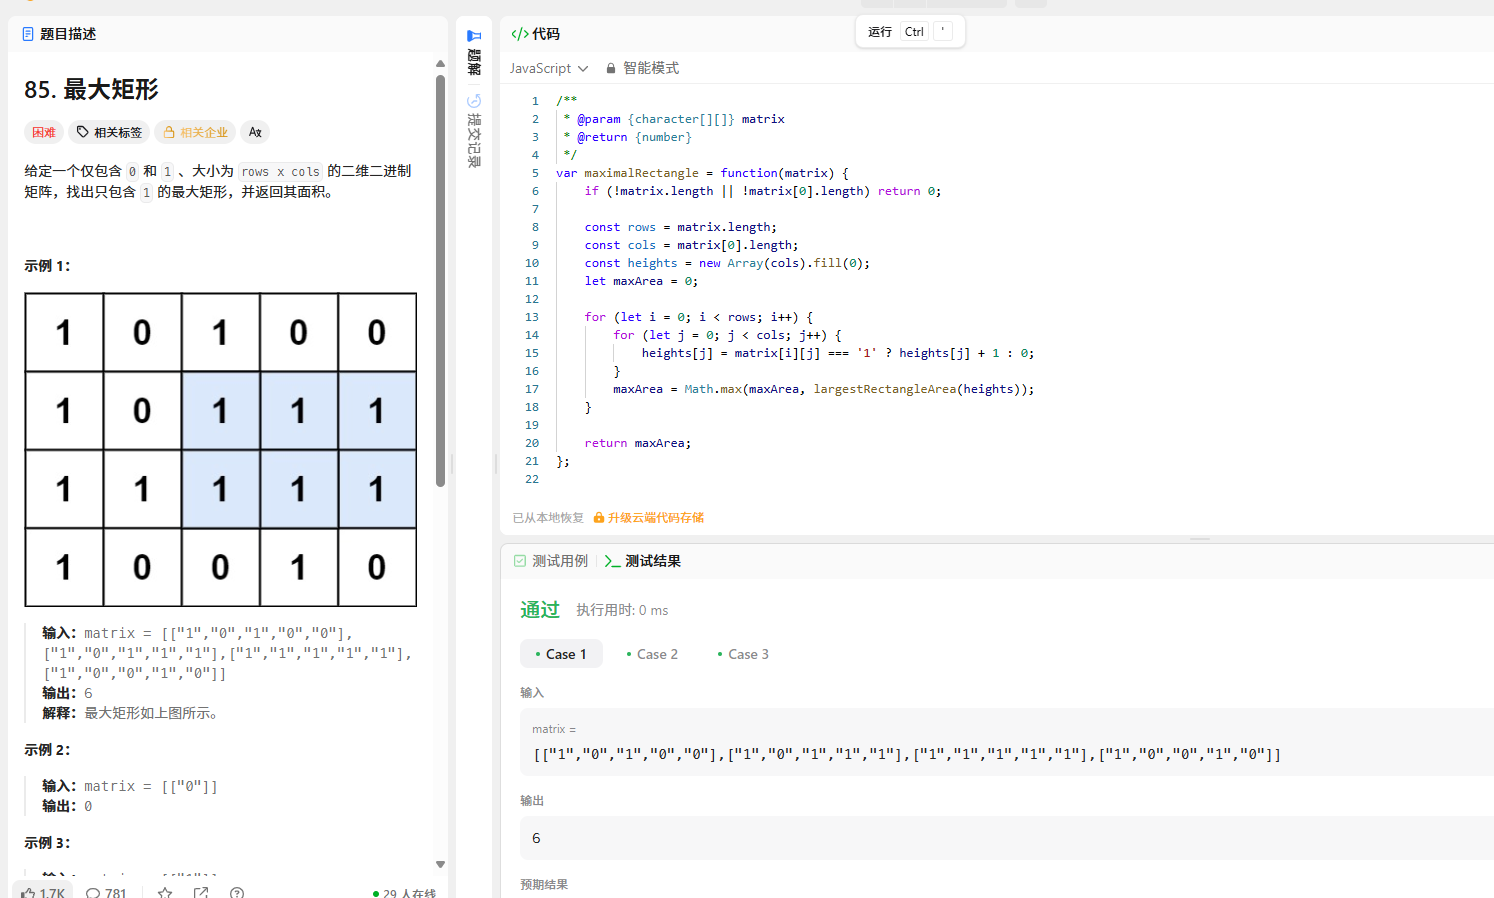 题目描述
85. 最大矩形
困难 相关标签 相关企业
给定一个仅包含 0 和 1 、大小为 rows x cols 的二维二进制
矩阵，找出只包含 1 的最大矩形，并返回其面积。
示例 1：
1 0 1 0 0
1 0 1 1 1
1 1 1 1 1
1 0 0 1 0
输入：matrix = [["1","0","1","0","0"],
["1","0","1","1","1"],["1","1","1","1","1"],
["1","0","0","1","0"]]
输出：6
解释：最大矩形如上图所示。
示例 2：
输入：matrix = [["0"]]
输出：0
示例 3：
1.7K 781 29 人在线
题解
提交记录
</> 代码
运行 Ctrl '
JavaScript 智能模式
1 /**
2 * @param {character[][]} matrix
3 * @return {number}
4 */
5 var maximalRectangle = function(matrix) {
6 if (!matrix.length || !matrix[0].length) return 0;
7
8 const rows = matrix.length;
9 const cols = matrix[0].length;
10 const heights = new Array(cols).fill(0);
11 let maxArea = 0;
12
13 for (let i = 0; i < rows; i++) {
14 for (let j = 0; j < cols; j++) {
15 heights[j] = matrix[i][j] === '1' ? heights[j] + 1 : 0;
16 }
17 maxArea = Math.max(maxArea, largestRectangleArea(heights));
18 }
19
20 return maxArea;
21 };
22
已从本地恢复 升级云端代码存储
测试用例 >_ 测试结果
通过 执行用时: 0 ms
• Case 1 • Case 2 • Case 3
输入
matrix =
[["1","0","1","0","0"],["1","0","1","1","1"],["1","1","1","1","1"],["1","0","0","1","0"]]
输出
6
预期结果